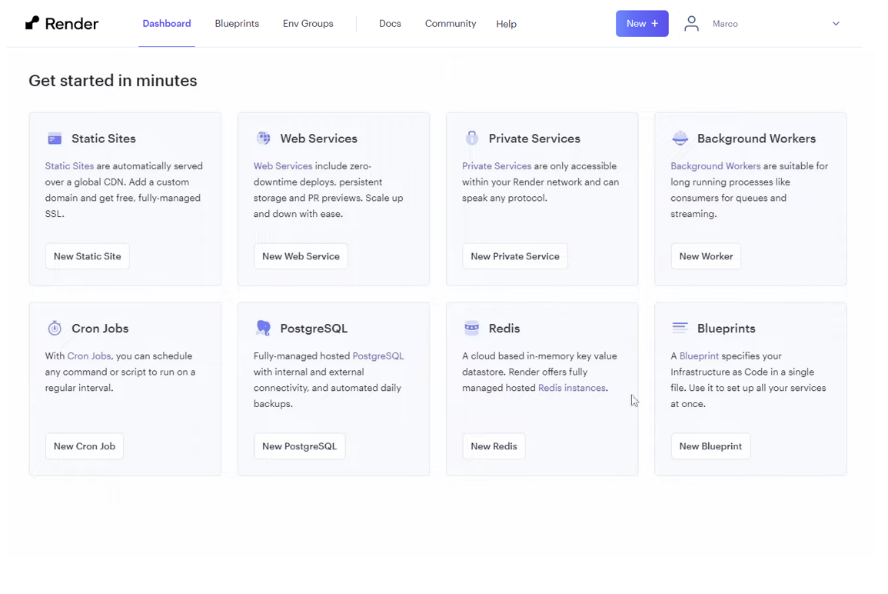 Render
Dashboard
Blueprints
Env Groups
Docs
Community
Help
New +
Marco
Get started in minutes
Static Sites
Static Sites are automatically served
over a global CDN. Add a custom
domain and get free, fully-managed
SSL.
New Static Site
Web Services
Web Services include zero-
downtime deploys, persistent
storage and PR previews. Scale up
and down with ease.
New Web Service
Private Services
Private Services are only accessible
within your Render network and can
speak any protocol.
New Private Service
Background Workers
Background Workers are suitable for
long running processes like
consumers for queues and
streaming.
New Worker
Cron Jobs
With Cron Jobs, you can schedule
any command or script to run on a
regular interval.
New Cron Job
PostgreSQL
Fully-managed hosted PostgreSQL
with internal and external
connectivity, and automated daily
backups.
New PostgreSQL
Redis
A cloud based in-memory key value
datastore. Render offers fully
managed hosted Redis instances.
New Redis
Blueprints
A Blueprint specifies your
Infrastructure as Code in a single
file. Use it to set up all your services
at once.
New Blueprint